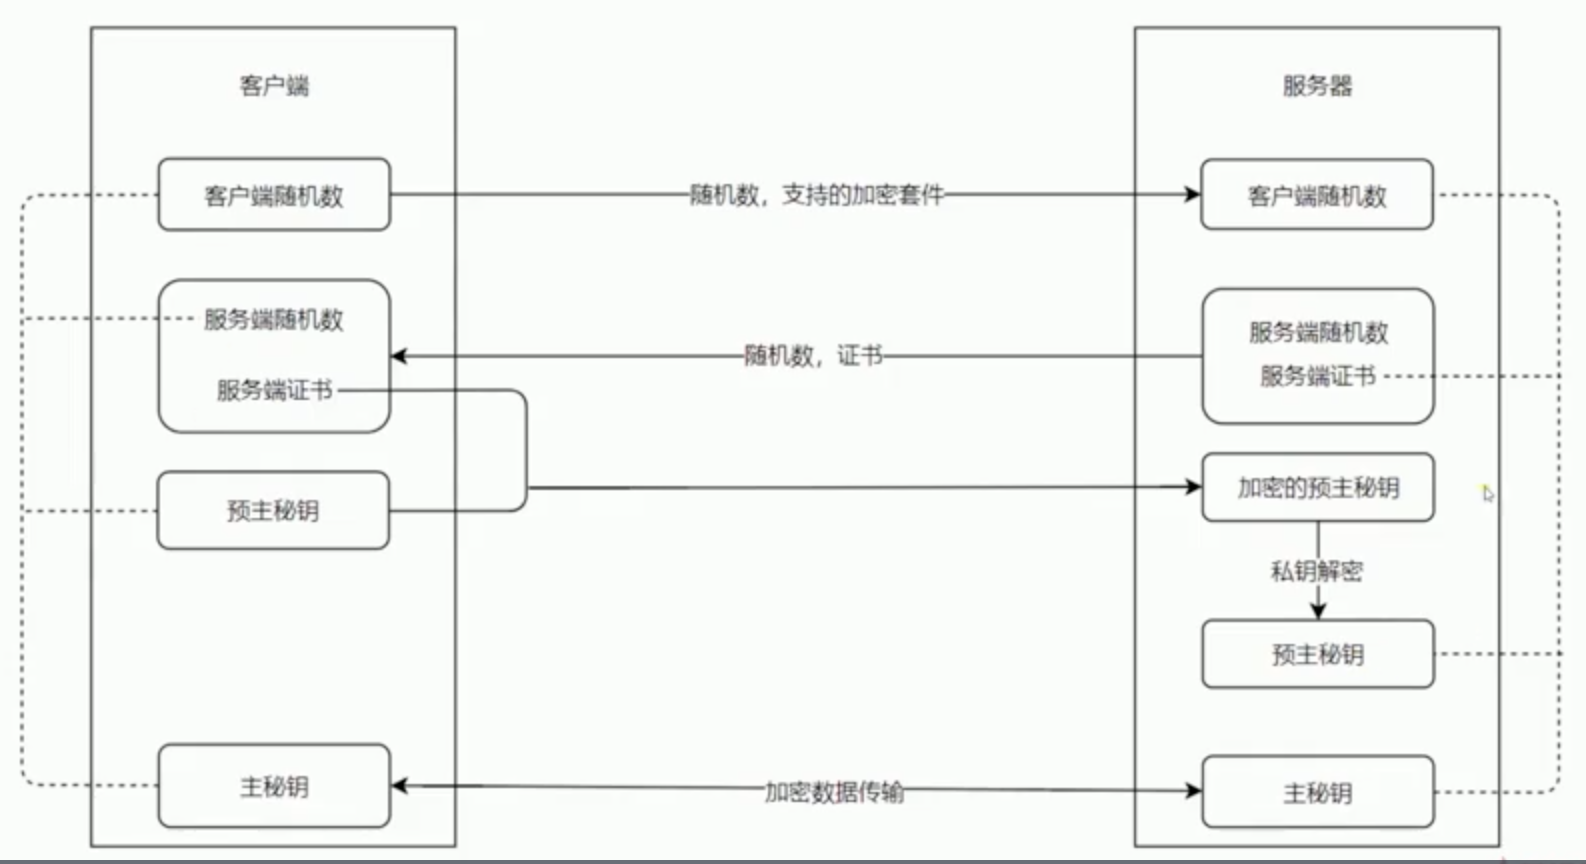 客户端
服务器
客户端随机数
随机数，支持的加密套件
客户端随机数
服务端随机数
服务端证书
随机数，证书
服务端随机数
服务端证书
预主秘钥
加密的预主秘钥
私钥解密
预主秘钥
主秘钥
加密数据传输
主秘钥